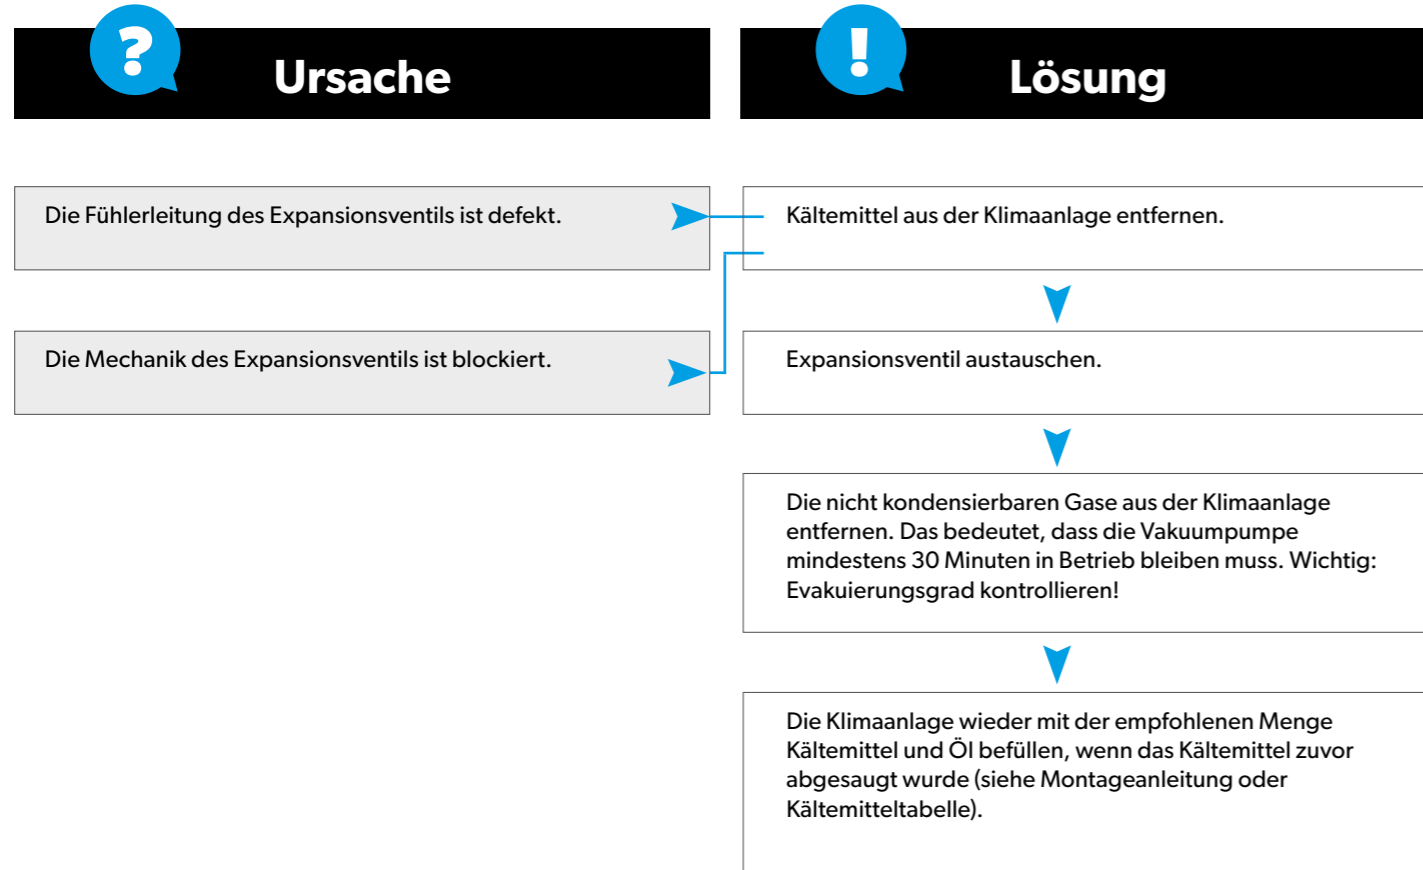 ?
Ursache
!
Lösung
Die Fühlerleitung des Expansionsventils ist defekt.
Kältemittel aus der Klimaanlage entfernen.
Die Mechanik des Expansionsventils ist blockiert.
Expansionsventil austauschen.
Die nicht kondensierbaren Gase aus der Klimaanlage
entfernen. Das bedeutet, dass die Vakuumpumpe
mindestens 30 Minuten in Betrieb bleiben muss. Wichtig:
Evakuierungsgrad kontrollieren!
Die Klimaanlage wieder mit der empfohlenen Menge
Kältemittel und Öl befüllen, wenn das Kältemittel zuvor
abgesaugt wurde (siehe Montageanleitung oder
Kältemitteltabelle).